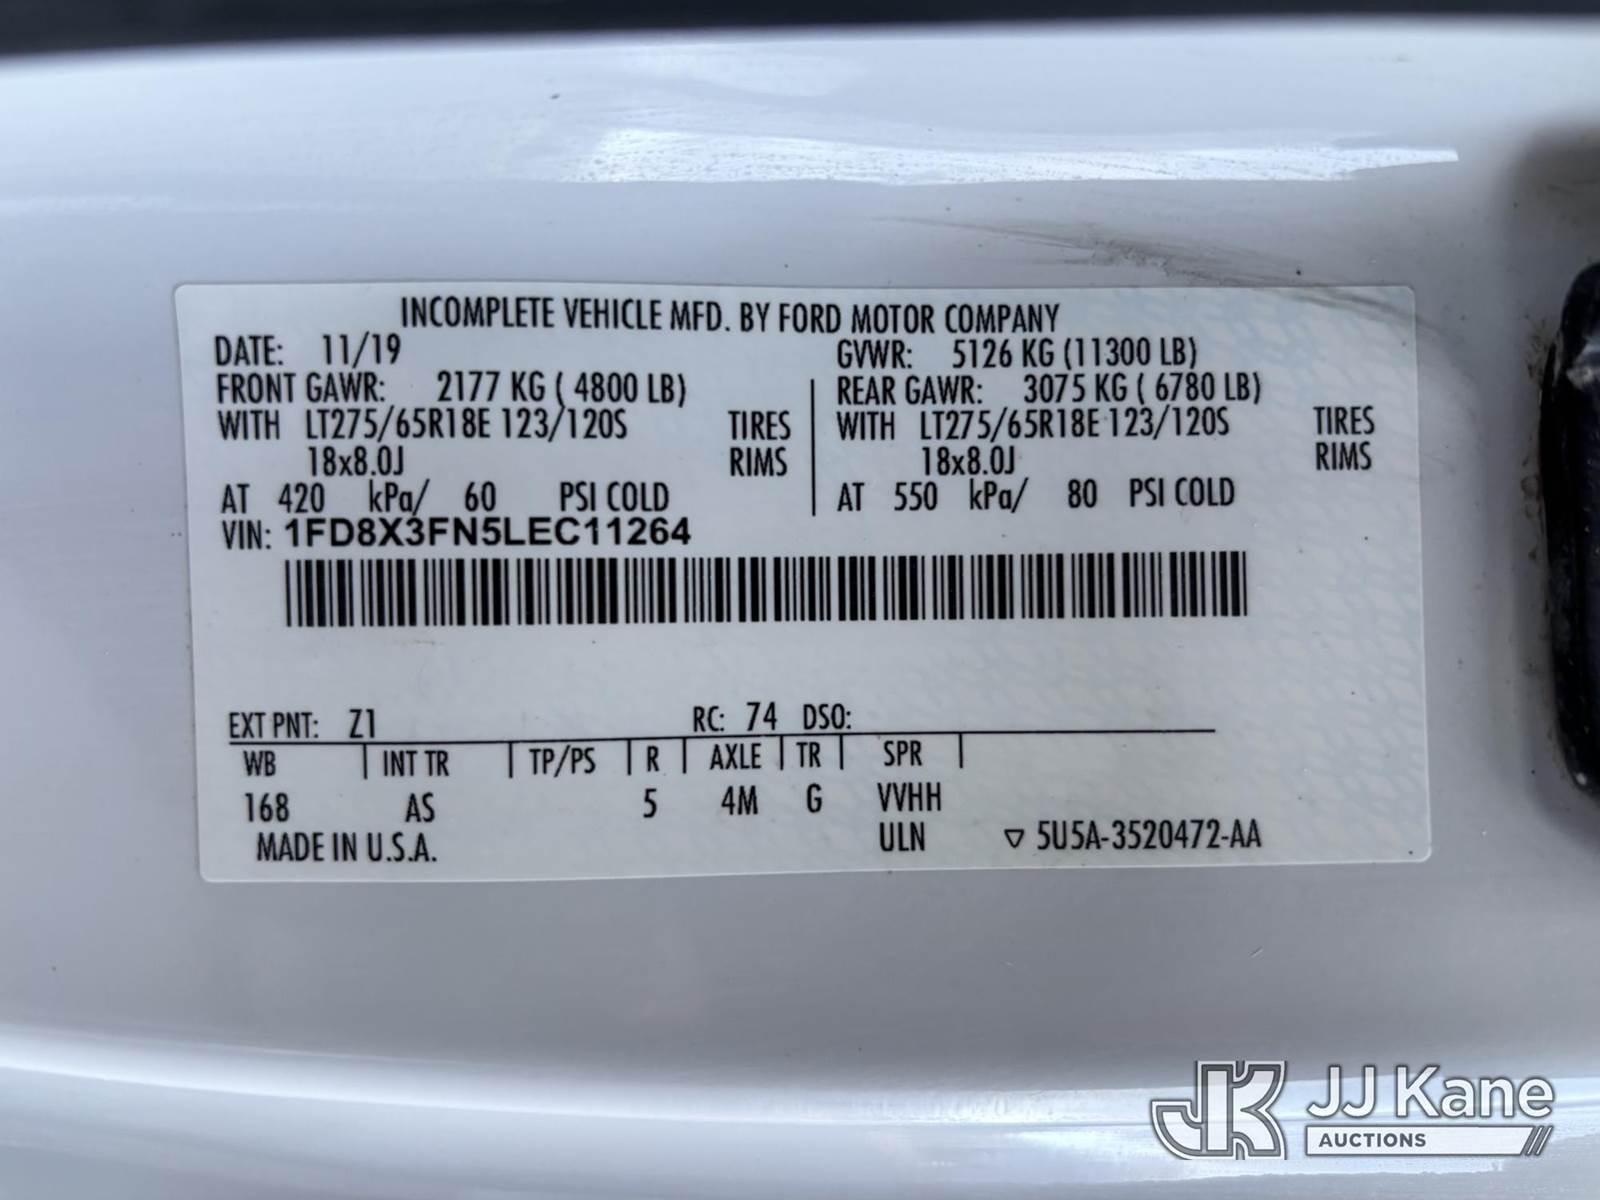 INCOMPLETE VEHICLE MFD. BY FORD MOTOR COMPANY
DATE: 11/19 GVWR: 5126 KG (11300 LB)
FRONT GAWR: 2177 KG ( 4800 LB) REAR GAWR: 3075 KG ( 6780 LB)
WITH LT275/65R18E 123/120S TIRES WITH LT275/65R18E 123/120S TIRES
18x8.0J RIMS 18x8.0J RIMS
AT 420 kPa/ 60 PSI COLD AT 550 kPa/ 80 PSI COLD
VIN: 1FD8X3FN5LEC11264
EXT PNT: Z1 RC: 74 DSO:
WB INT TR TP/PS R AXLE TR SPR
168 AS 5 4M G VVHH
MADE IN U.S.A. ULN ▽ 5U5A-3520472-AA
JK JJ Kane
AUCTIONS